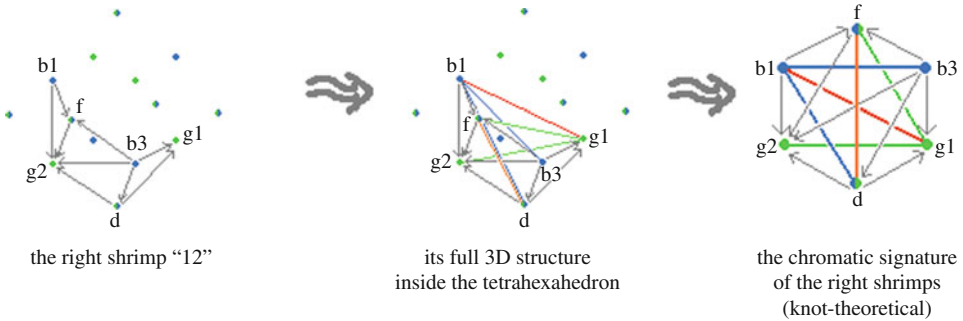 b1
f
b3
g1
g2
d
the right shrimp “12”
b1
f
g1
g2
b3
d
its full 3D structure
inside the tetrahexahedron
f
b1
b3
g2
g1
d
the chromatic signature
of the right shrimps
(knot-theoretical)